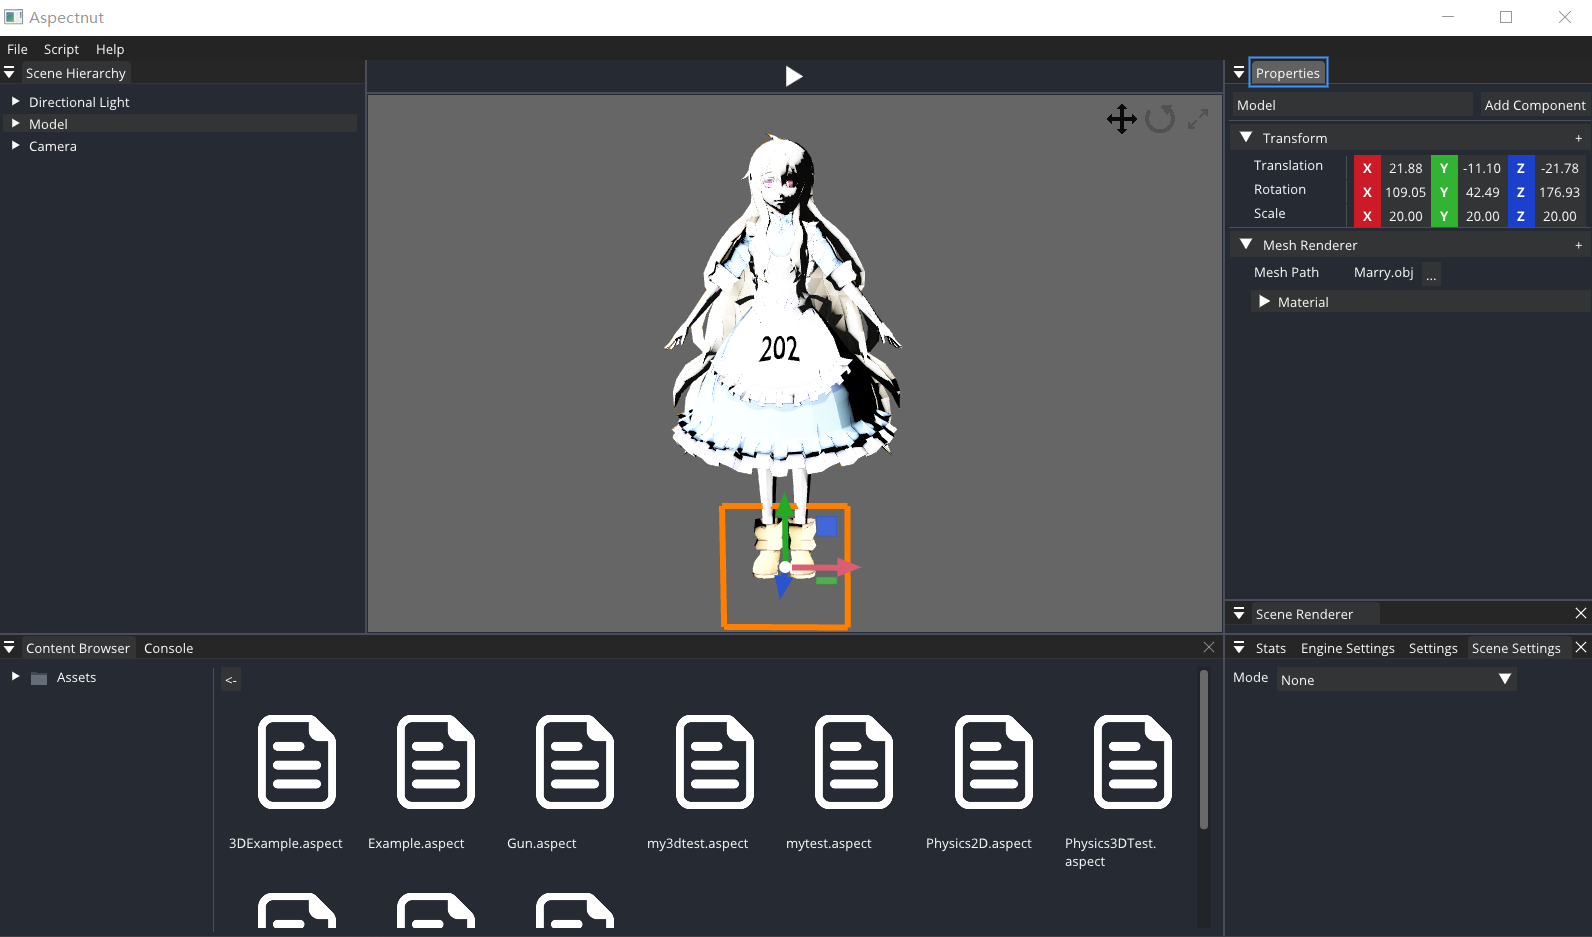 Aspectnut
File Script Help
Scene Hierarchy
Directional Light
Model
Camera
202
Properties
Model Add Component
Transform +
Translation X 21.88 Y -11.10 Z -21.78
Rotation X 109.05 Y 42.49 Z 176.93
Scale X 20.00 Y 20.00 Z 20.00
Mesh Renderer +
Mesh Path Marry.obj ...
Material
Scene Renderer
Content Browser Console
Assets
<-
3DExample.aspect Example.aspect Gun.aspect my3dtest.aspect mytest.aspect Physics2D.aspect Physics3DTest.
aspect
Stats Engine Settings Settings Scene Settings
Mode None